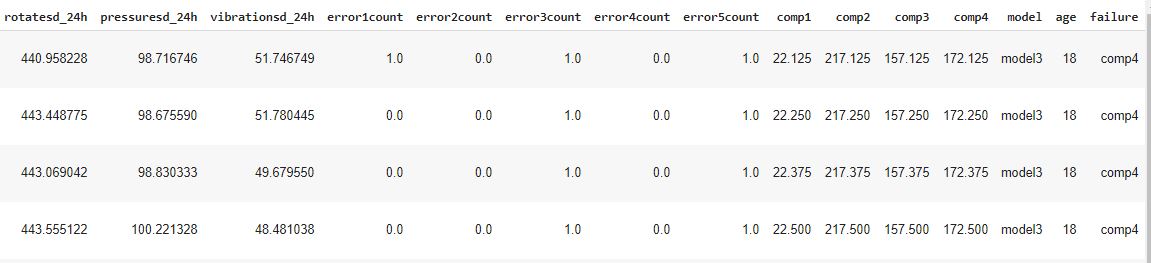 rotatesd_24h pressuresd_24h vibrationsd_24h error1count error2count error3count error4count error5count comp1 comp2 comp3 comp4 model age failure
440.958228 98.716746 51.746749 1.0 0.0 1.0 0.0 1.0 22.125 217.125 157.125 172.125 model3 18 comp4
443.448775 98.675590 51.780445 0.0 0.0 1.0 0.0 1.0 22.250 217.250 157.250 172.250 model3 18 comp4
443.069042 98.830333 49.679550 0.0 0.0 1.0 0.0 1.0 22.375 217.375 157.375 172.375 model3 18 comp4
443.555122 100.221328 48.481038 0.0 0.0 1.0 0.0 1.0 22.500 217.500 157.500 172.500 model3 18 comp4